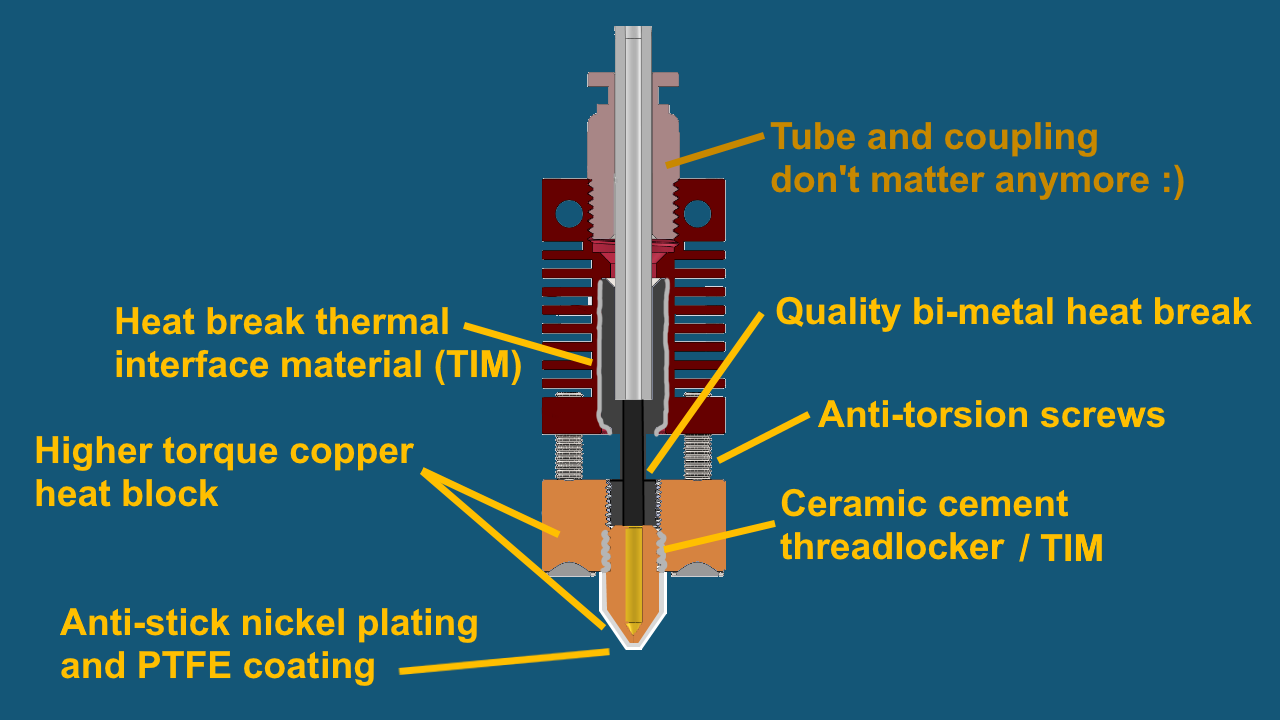 Tube and coupling
don't matter anymore :)
Quality bi-metal heat break
Heat break thermal
interface material (TIM)
Anti-torsion screws
Higher torque copper
heat block
Ceramic cement
threadlocker / TIM
Anti-stick nickel plating
and PTFE coating